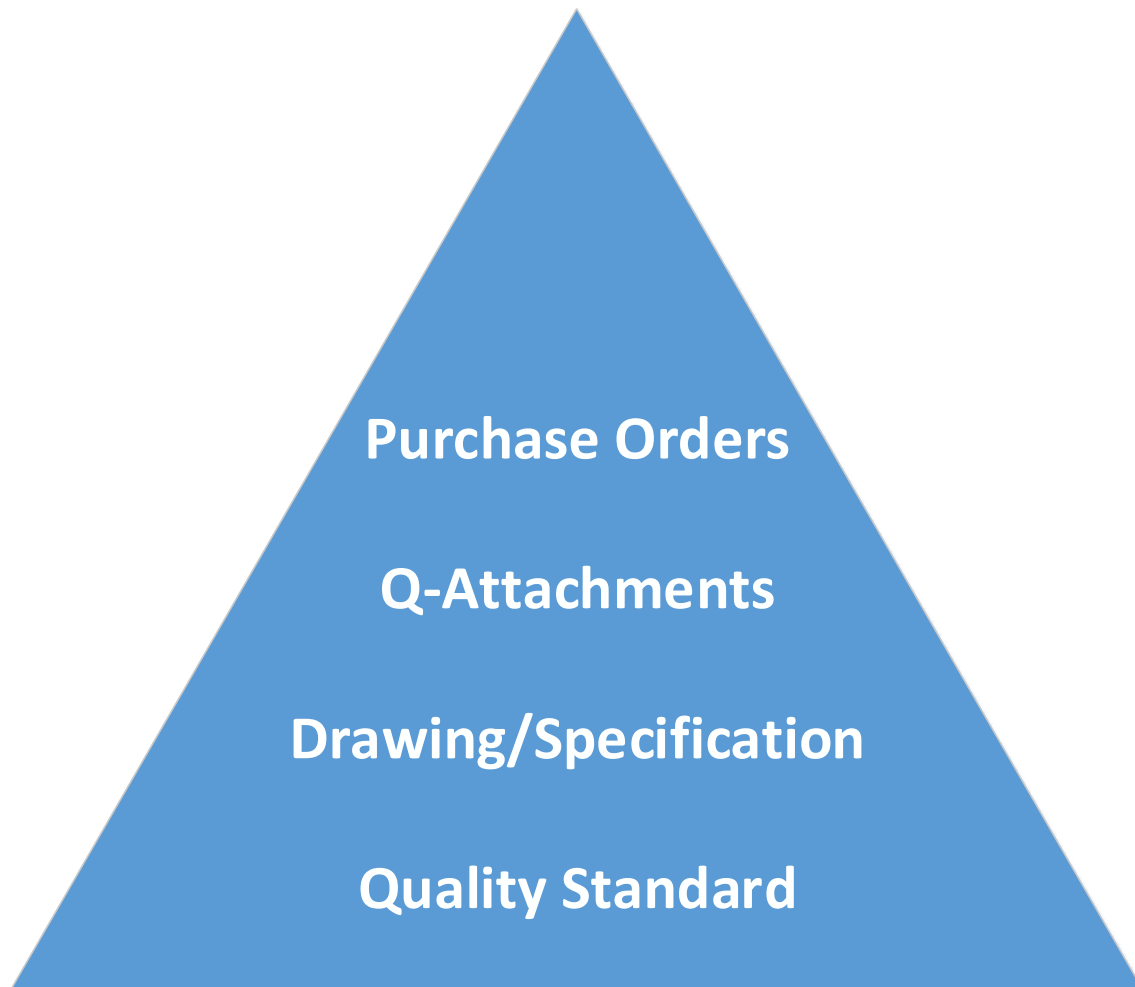 Purchase Orders
Q-Attachments
Drawing/Specification
Quality Standard